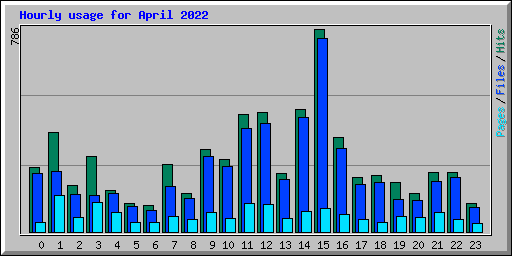 Hourly usage for April 2022
786
Pages / Files / Hits
0 1 2 3 4 5 6 7 8 9 10 11 12 13 14 15 16 17 18 19 20 21 22 23